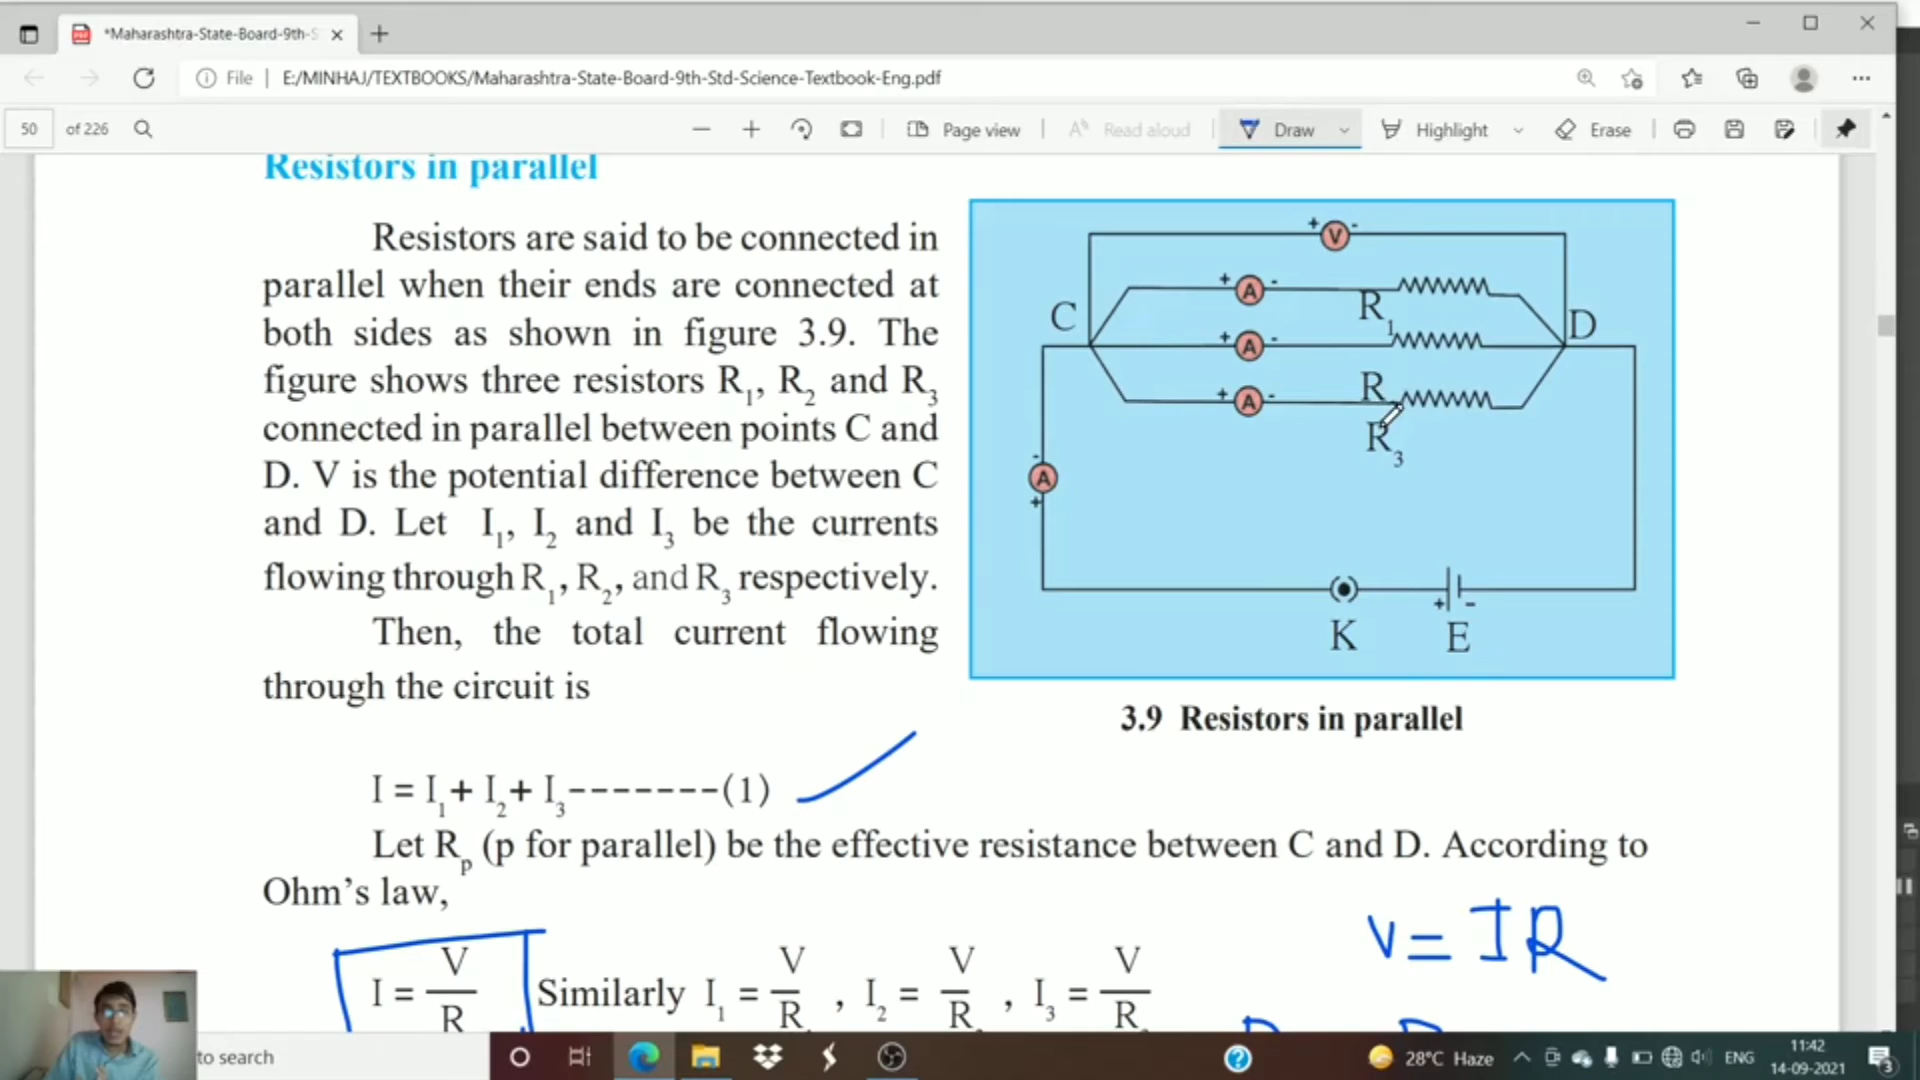 *Maharashtra-State-Board-9th-S
File | E:/MINHAJ/TEXTBOOKS/Maharashtra-State-Board-9th-Std-Science-Textbook-Eng.pdf
50 of 226 Page view Read aloud Draw Highlight Erase
Resistors in parallel
Resistors are said to be connected in
parallel when their ends are connected at
both sides as shown in figure 3.9. The
figure shows three resistors R₁, R₂ and R₃
connected in parallel between points C and
D. V is the potential difference between C
and D. Let I₁, I₂ and I₃ be the currents
flowing through R₁, R₂, and R₃ respectively.
Then, the total current flowing
through the circuit is
+ V -
+ A - R₁
C D
+ A -
+ A - R
R₃
- A +
+ -
K E
3.9 Resistors in parallel
I = I₁+ I₂+ I₃-------(1)
Let Rₚ (p for parallel) be the effective resistance between C and D. According to
Ohm's law,
V = IR
I = V/R Similarly I₁ = V/R , I₂ = V/R , I₃ = V/R
to search
28°C Haze ENG 11:42
14-09-2021
3